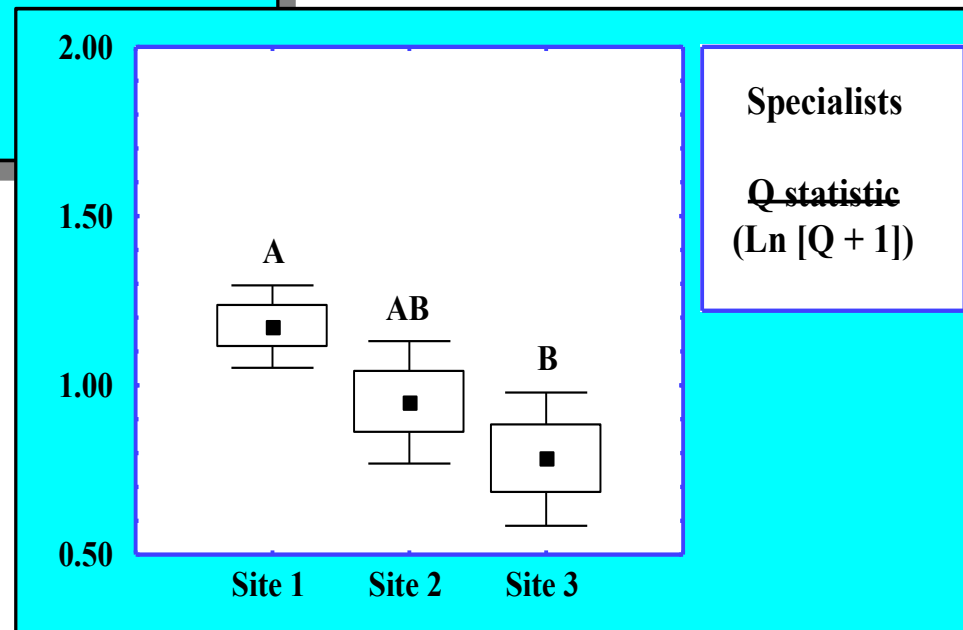 2.00
1.50
1.00
0.50
A
AB
B
Site 1 Site 2 Site 3
Specialists
Q statistic
(Ln [Q + 1])